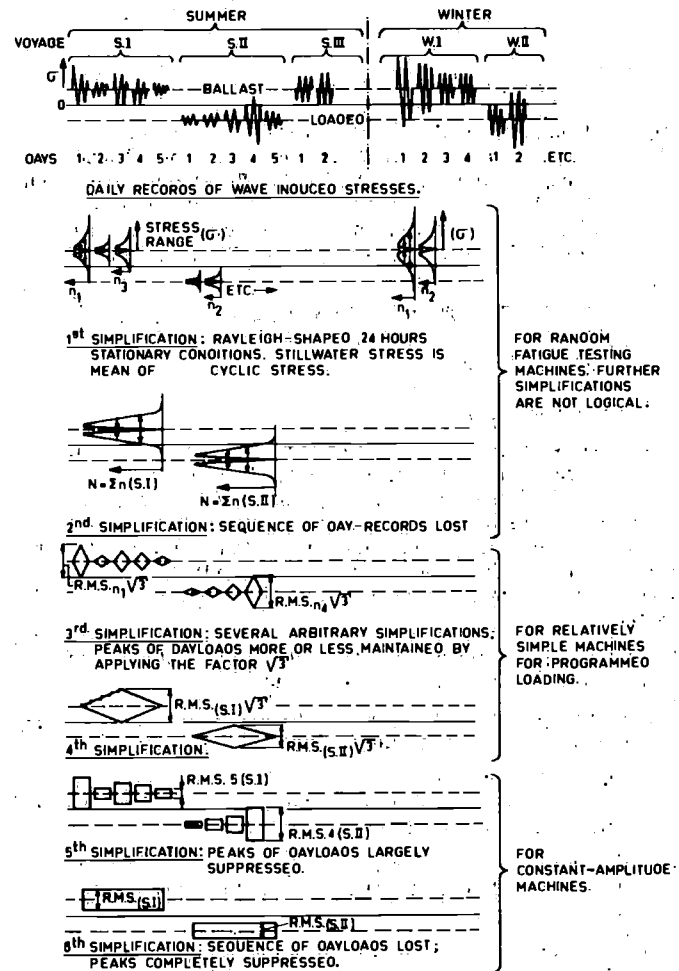 SUMMER WINTER
VOYAGE S.I S.II S.III W.I W.II
σ BALLAST
0 LOADED
DAYS 1 2 3 4 5 1 2 3 4 5 1 2 1 2 3 4 1 2 ETC.
DAILY RECORDS OF WAVE INDUCED STRESSES.
STRESS
RANGE (σ) (σ)
n1 n3 n2 ETC. n1 n2
1st SIMPLIFICATION: RAYLEIGH-SHAPED 24 HOURS
STATIONARY CONDITIONS. STILLWATER STRESS IS
MEAN OF CYCLIC STRESS.
FOR RANDOM
FATIGUE TESTING
MACHINES. FURTHER
SIMPLIFICATIONS
ARE NOT LOGICAL.
N=Σn(S.I) N=Σn(S.II)
2nd SIMPLIFICATION: SEQUENCE OF DAY-RECORDS LOST
R.M.S.n1√3 R.M.S.n4√3
3rd SIMPLIFICATION: SEVERAL ARBITRARY SIMPLIFICATIONS;
PEAKS OF DAYLOADS MORE OR LESS MAINTAINED BY
APPLYING THE FACTOR √3
FOR RELATIVELY
SIMPLE MACHINES
FOR PROGRAMMED
LOADING.
R.M.S.(S.I)√3
R.M.S.(S.II)√3
4th SIMPLIFICATION.
R.M.S. 5 (S.I)
R.M.S.4(S.II)
5th SIMPLIFICATION: PEAKS OF DAYLOADS LARGELY
SUPPRESSED.
FOR
CONSTANT-AMPLITUDE
MACHINES.
R.M.S.(S.I)
R.M.S.(S.II)
6th SIMPLIFICATION: SEQUENCE OF DAYLOADS LOST;
PEAKS COMPLETELY SUPPRESSED.